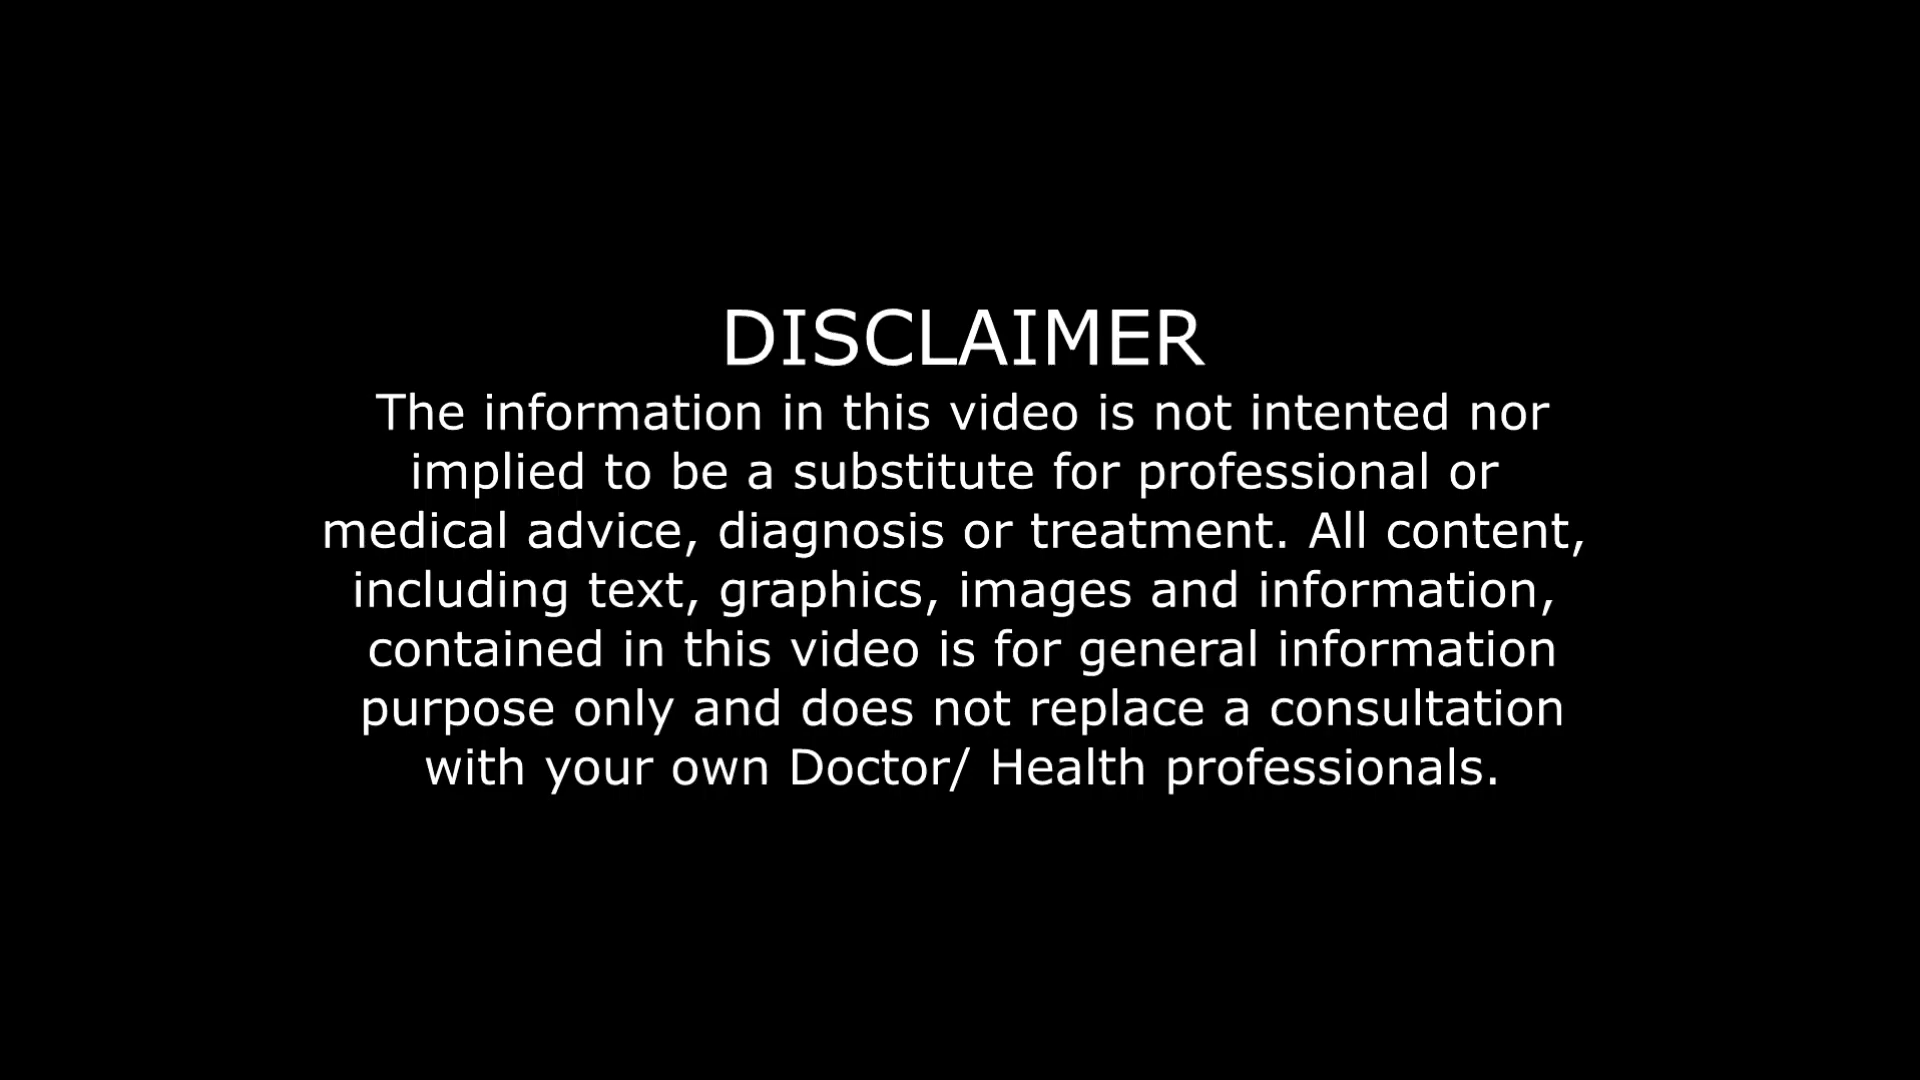 DISCLAIMER
The information in this video is not intented nor
implied to be a substitute for professional or
medical advice, diagnosis or treatment. All content,
including text, graphics, images and information,
contained in this video is for general information
purpose only and does not replace a consultation
with your own Doctor/ Health professionals.